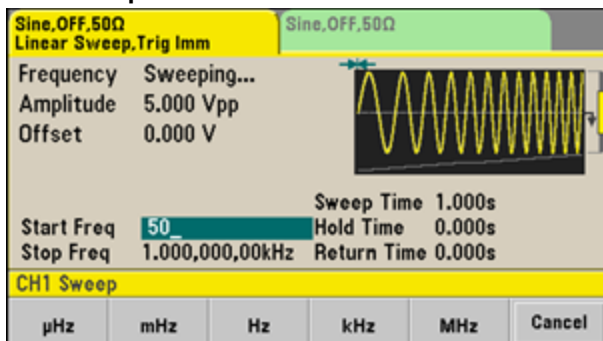 Sine,OFF,50Ω
Linear Sweep,Trig Imm
Sine,OFF,50Ω
Frequency Sweeping...
Amplitude 5.000 Vpp
Offset 0.000 V
Sweep Time 1.000s
Start Freq 50_ Hold Time 0.000s
Stop Freq 1.000,000,00kHz Return Time 0.000s
CH1 Sweep
µHz mHz Hz kHz MHz Cancel